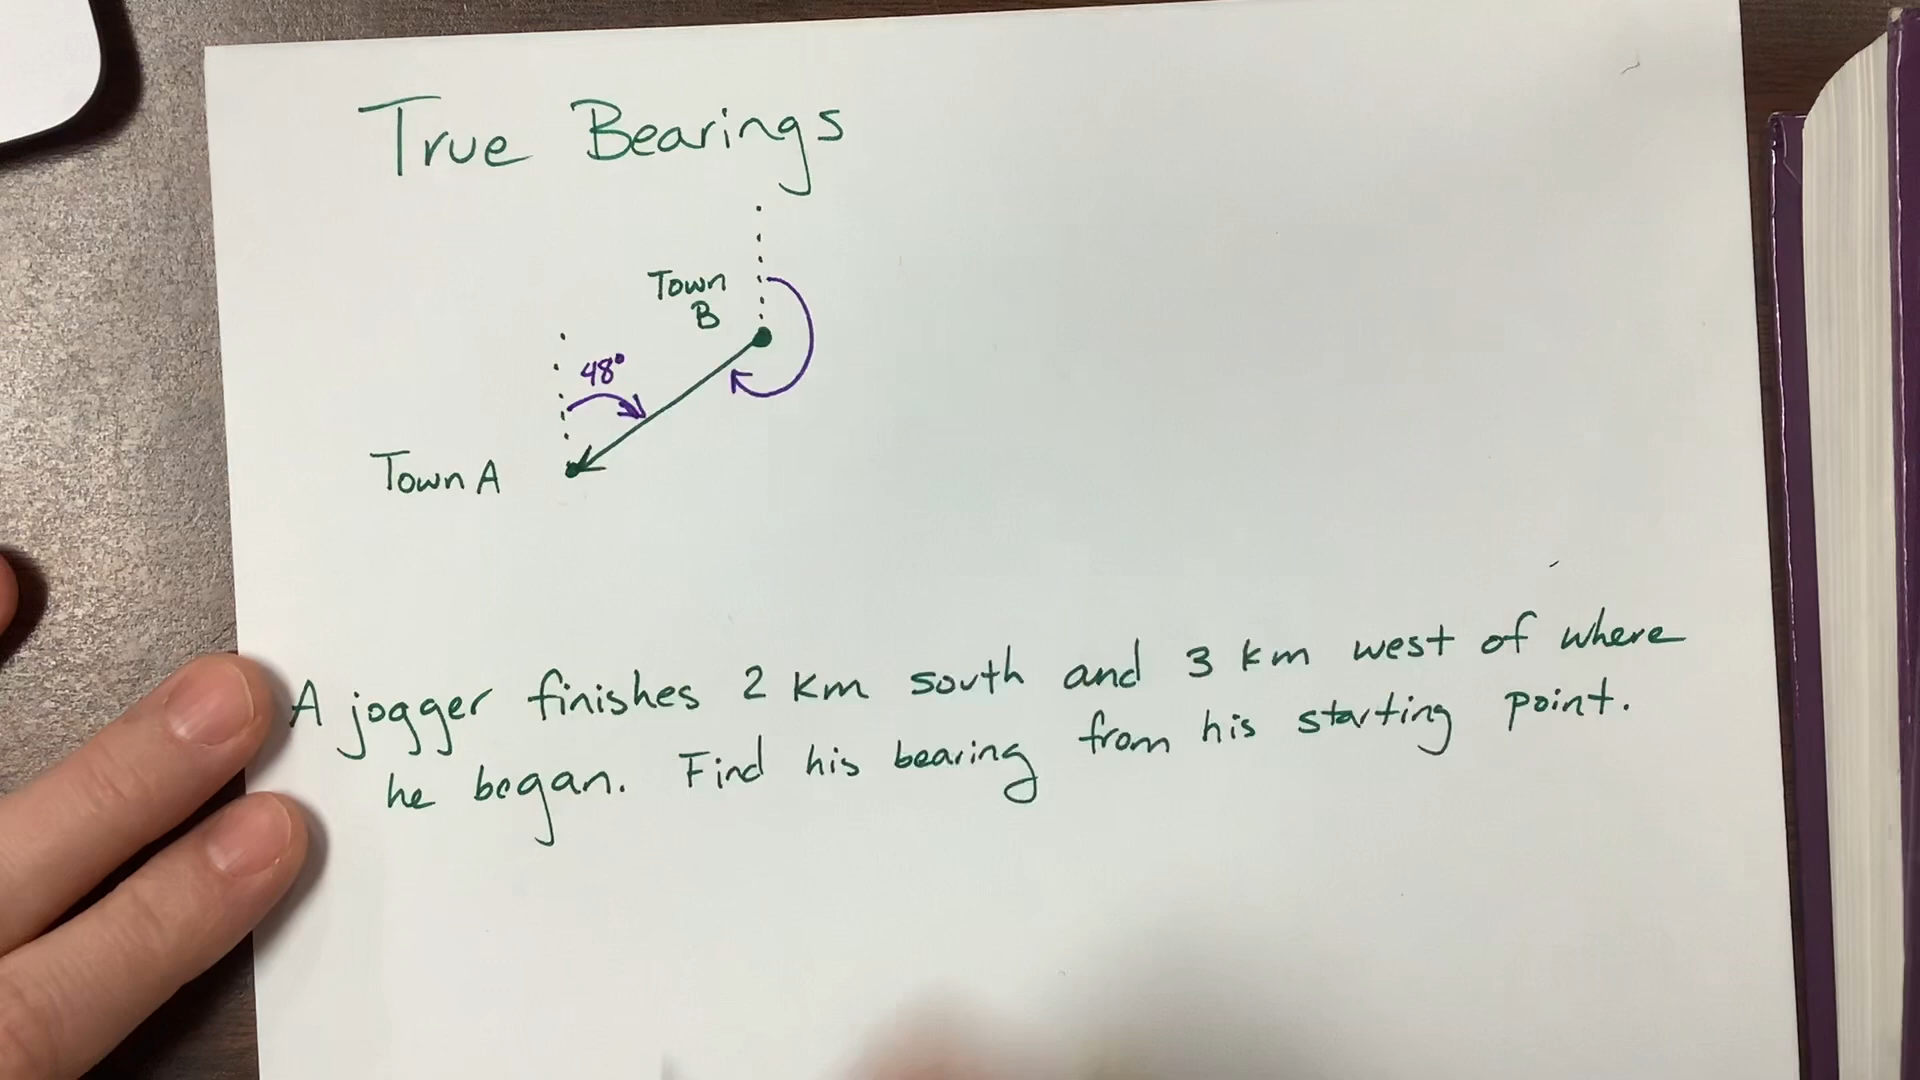 True Bearings
Town
B
48°
Town A
A jogger finishes 2 km south and 3 km west of where
he began. Find his bearing from his starting point.